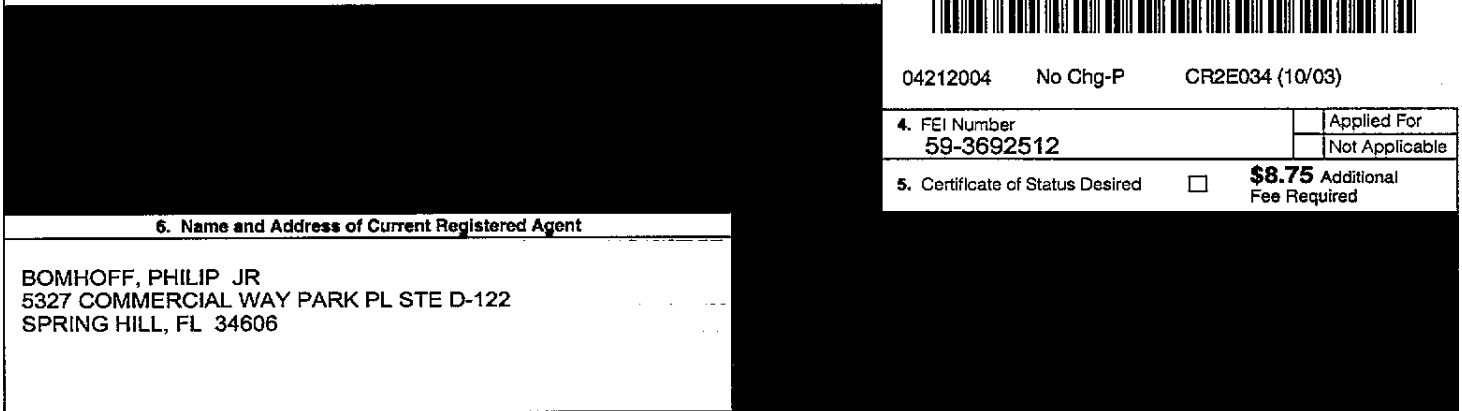 04212004 No Chg-P CR2E034 (10/03)
4. FEI Number
59-3692512
Applied For
Not Applicable
5. Certificate of Status Desired ☐ $8.75 Additional
Fee Required
6. Name and Address of Current Registered Agent
BOMHOFF, PHILIP JR
5327 COMMERCIAL WAY PARK PL STE D-122
SPRING HILL, FL 34606